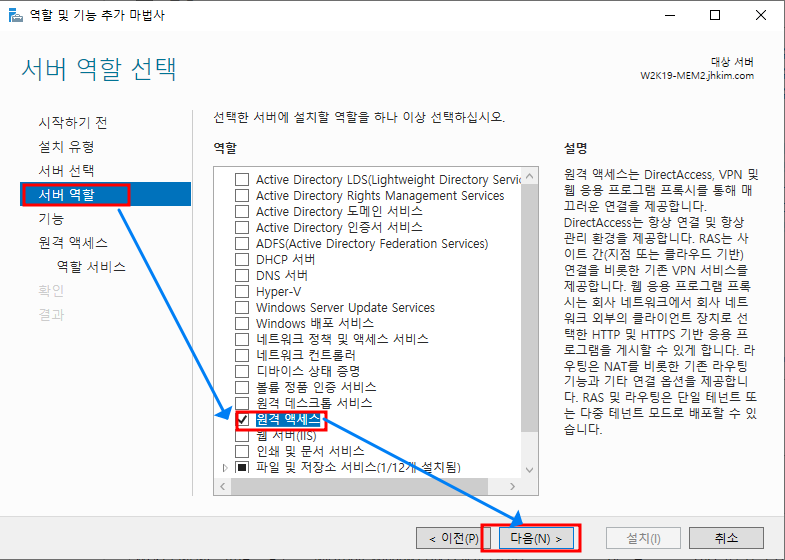 역할 및 기능 추가 마법사
서버 역할 선택
대상 서버
W2K19-MEM2.jhkim.com
시작하기 전
설치 유형
서버 선택
서버 역할
기능
원격 액세스
역할 서비스
확인
결과
선택한 서버에 설치할 역할을 하나 이상 선택하십시오.
역할
Active Directory LDS(Lightweight Directory Servic
Active Directory Rights Management Services
Active Directory 도메인 서비스
Active Directory 인증서 서비스
ADFS(Active Directory Federation Services)
DHCP 서버
DNS 서버
Hyper-V
Windows Server Update Services
Windows 배포 서비스
네트워크 정책 및 액세스 서비스
네트워크 컨트롤러
디바이스 상태 증명
볼륨 정품 인증 서비스
원격 데스크톱 서비스
원격 액세스
웹 서버(IIS)
인쇄 및 문서 서비스
파일 및 저장소 서비스(1/12개 설치됨)
설명
원격 액세스는 DirectAccess, VPN 및
웹 응용 프로그램 프록시를 통해 매
끄러운 연결을 제공합니다.
DirectAccess는 항상 연결 및 항상
관리 환경을 제공합니다. RAS는 사
이트 간(지점 또는 클라우드 기반)
연결을 비롯한 기존 VPN 서비스를
제공합니다. 웹 응용 프로그램 프록
시는 회사 네트워크에서 회사 네트
워크 외부의 클라이언트 장치로 선
택한 HTTP 및 HTTPS 기반 응용 프
로그램을 게시할 수 있게 합니다. 라
우팅은 NAT를 비롯한 기존 라우팅
기능과 기타 연결 옵션을 제공합니
다. RAS 및 라우팅은 단일 테넌트 또
는 다중 테넌트 모드로 배포할 수 있
습니다.
< 이전(P)
다음(N) >
설치(I)
취소